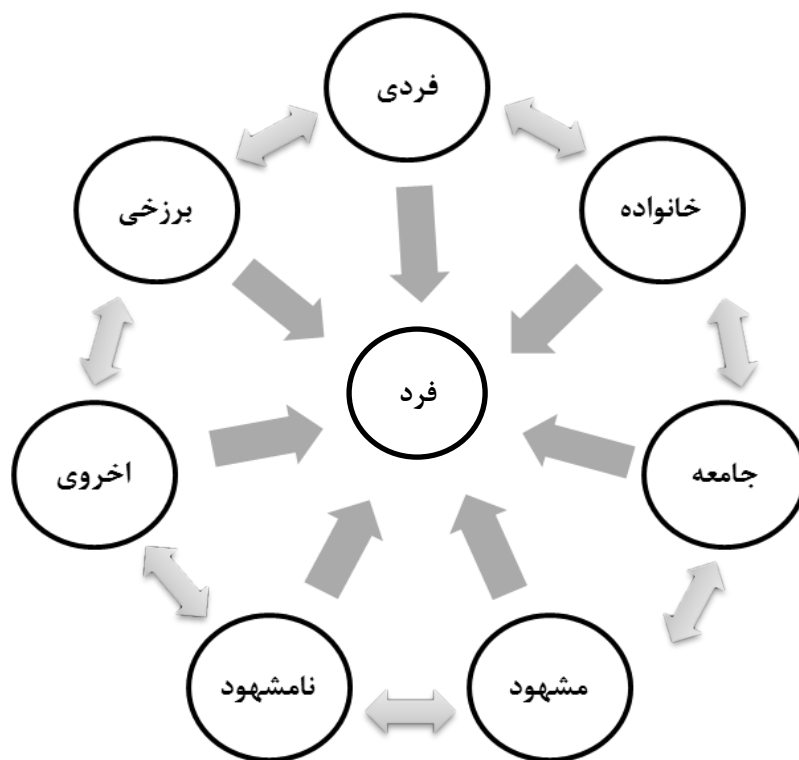 فردی
خانواده
برزخی
فرد
جامعه
اخروی
مشهود
نامشهود